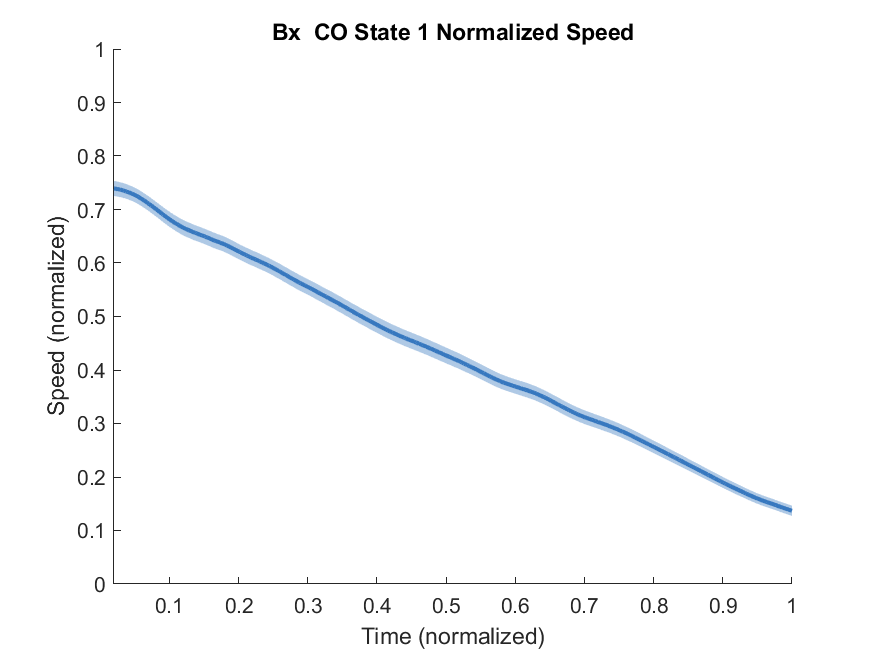 Bx  CO State 1 Normalized Speed
1
0.9
0.8
0.7
0.6
0.5
0.4
0.3
0.2
0.1
0
Speed (normalized)
0.1 0.2 0.3 0.4 0.5 0.6 0.7 0.8 0.9 1
Time (normalized)